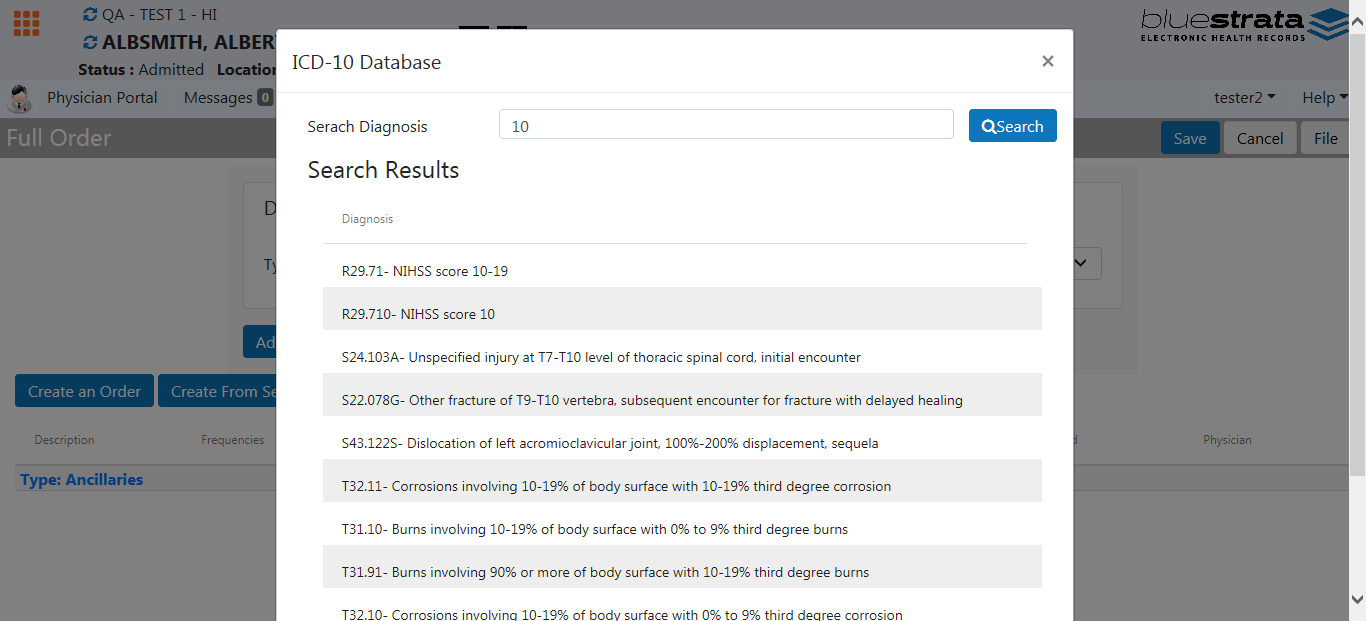 QA - TEST 1 - HI
bluestrata
ELECTRONIC HEALTH RECORDS
ALBSMITH, ALBER
Status : Admitted Location
Physician Portal Messages 0
tester2 Help
Full Order
Save Cancel File
ICD-10 Database ×
Serach Diagnosis 10 Search
Search Results
Diagnosis
R29.71- NIHSS score 10-19
R29.710- NIHSS score 10
S24.103A- Unspecified injury at T7-T10 level of thoracic spinal cord, initial encounter
S22.078G- Other fracture of T9-T10 vertebra, subsequent encounter for fracture with delayed healing
S43.122S- Dislocation of left acromioclavicular joint, 100%-200% displacement, sequela
T32.11- Corrosions involving 10-19% of body surface with 10-19% third degree corrosion
T31.10- Burns involving 10-19% of body surface with 0% to 9% third degree burns
T31.91- Burns involving 90% or more of body surface with 10-19% third degree burns
T32.10- Corrosions involving 10-19% of body surface with 0% to 9% third degree corrosion
D
Ty
Ad
Create an Order Create From Se
Description Frequencies d Physician
Type: Ancillaries